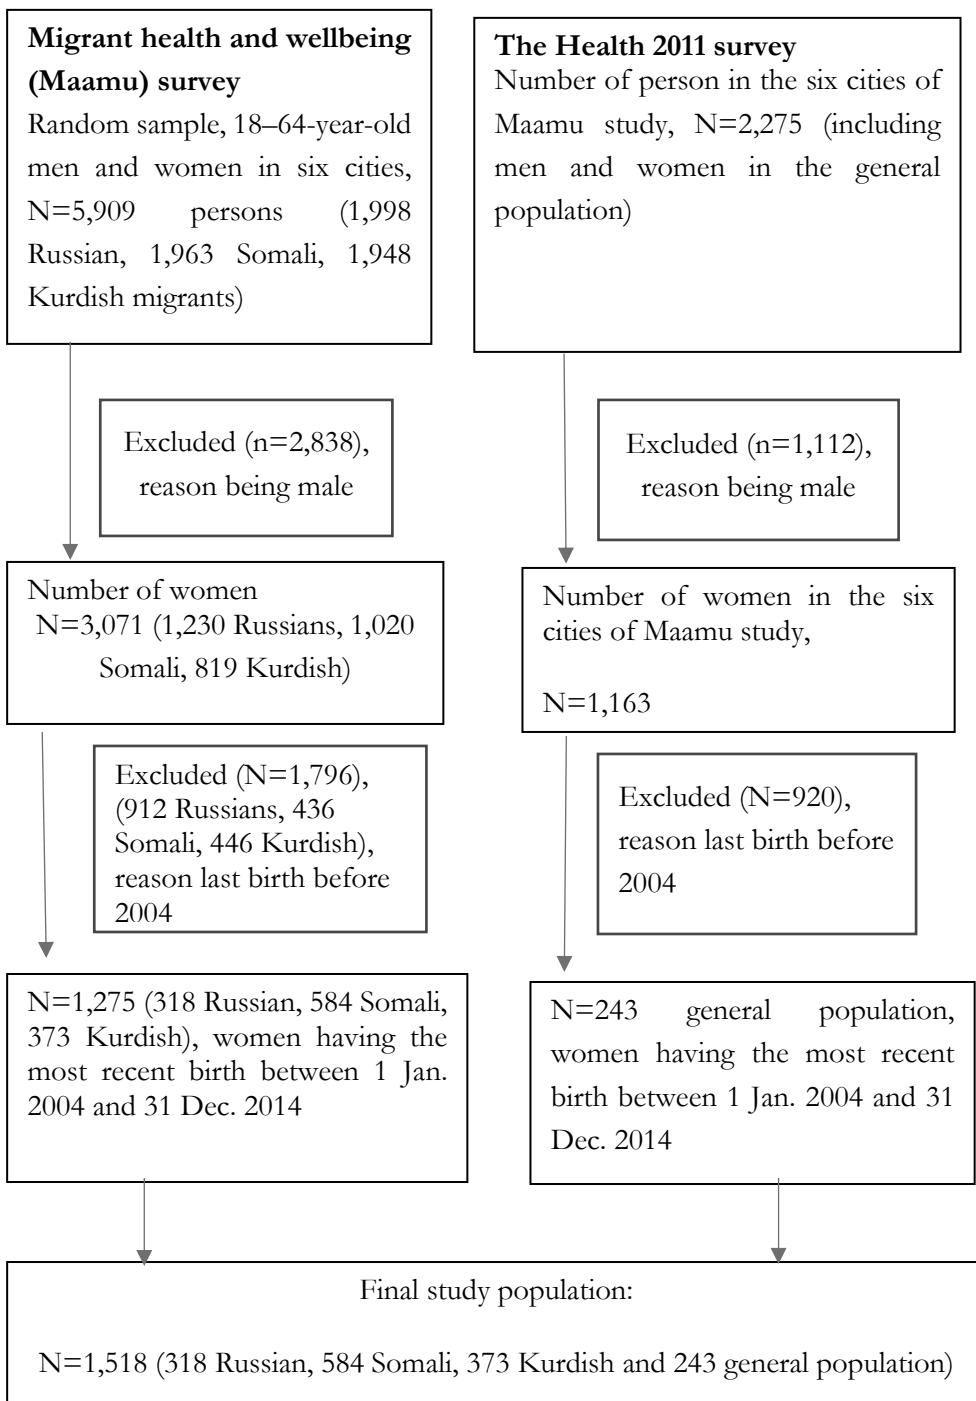 Migrant health and wellbeing
(Maamu) survey
Random sample, 18–64-year-old
men and women in six cities,
N=5,909 persons (1,998
Russian, 1,963 Somali, 1,948
Kurdish migrants)
The Health 2011 survey
Number of person in the six cities of
Maamu study, N=2,275 (including
men and women in the general
population)
Excluded (n=2,838),
reason being male
Excluded (n=1,112),
reason being male
Number of women
N=3,071 (1,230 Russians, 1,020
Somali, 819 Kurdish)
Number of women in the six
cities of Maamu study,
N=1,163
Excluded (N=1,796),
(912 Russians, 436
Somali, 446 Kurdish),
reason last birth before
2004
Excluded (N=920),
reason last birth before
2004
N=1,275 (318 Russian, 584 Somali,
373 Kurdish), women having the
most recent birth between 1 Jan.
2004 and 31 Dec. 2014
N=243 general population,
women having the most recent
birth between 1 Jan. 2004 and 31
Dec. 2014
Final study population:
N=1,518 (318 Russian, 584 Somali, 373 Kurdish and 243 general population)